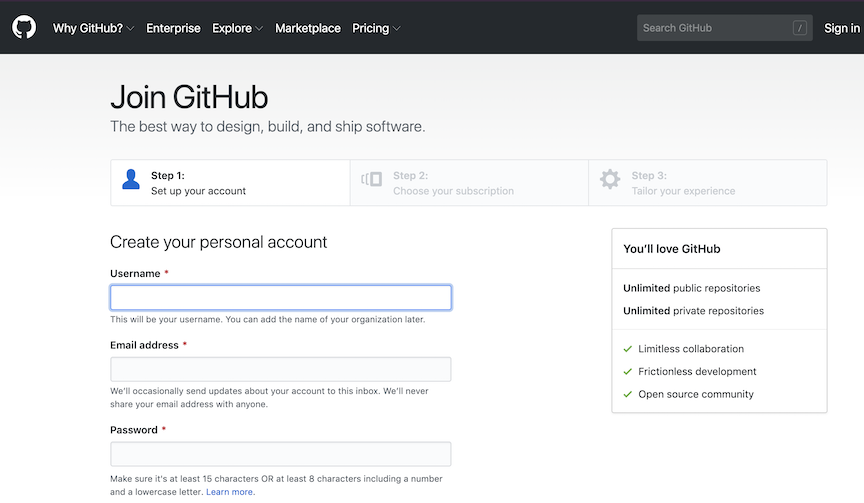 Why GitHub? Enterprise Explore Marketplace Pricing Search GitHub / Sign in
Join GitHub
The best way to design, build, and ship software.
Step 1:
Set up your account
Step 2:
Choose your subscription
Step 3:
Tailor your experience
Create your personal account
Username *
This will be your username. You can add the name of your organization later.
Email address *
We'll occasionally send updates about your account to this inbox. We'll never
share your email address with anyone.
Password *
Make sure it's at least 15 characters OR at least 8 characters including a number
and a lowercase letter. Learn more.
You'll love GitHub
Unlimited public repositories
Unlimited private repositories
Limitless collaboration
Frictionless development
Open source community